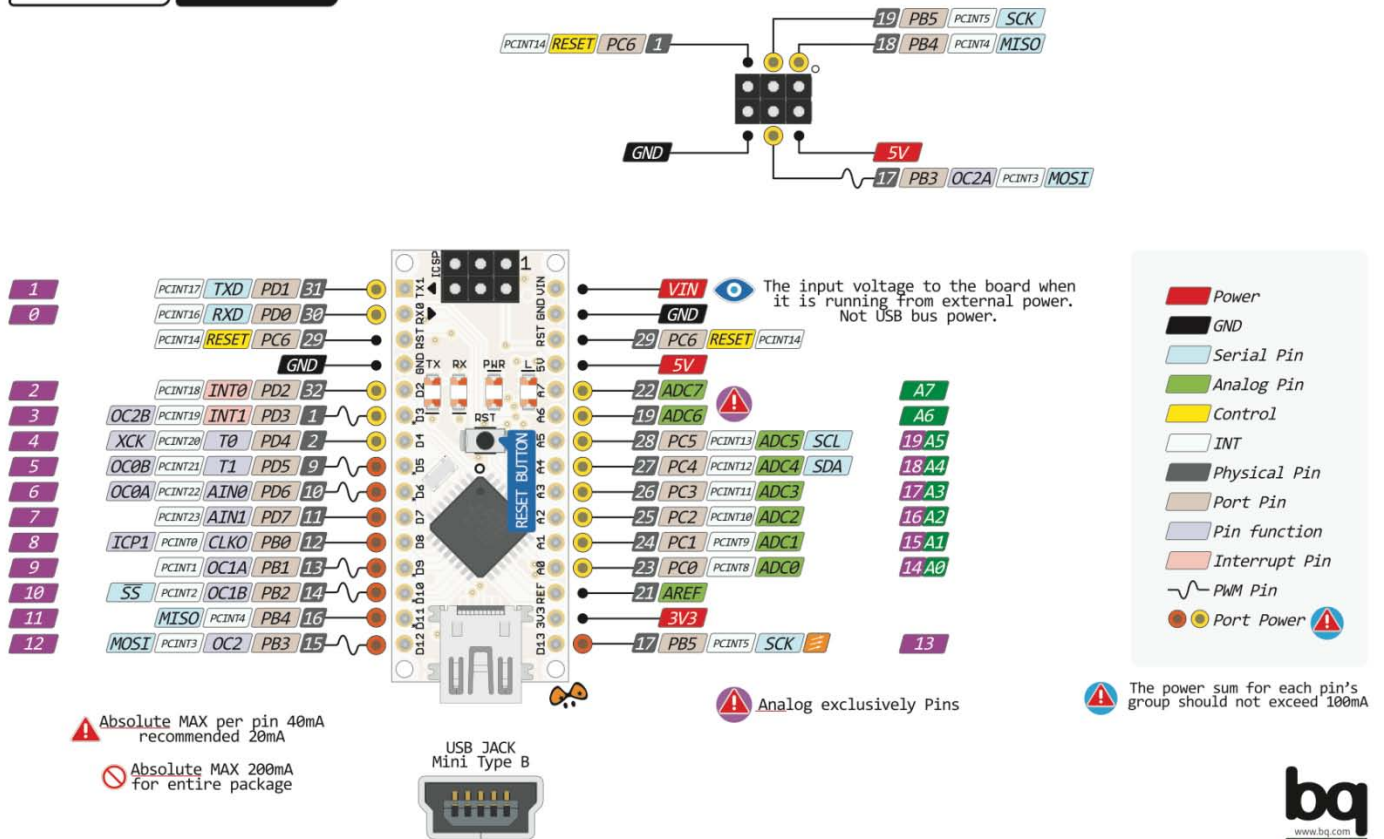 19 PB5 PCINT5 SCK
PCINT14 RESET PC6 1
18 PB4 PCINT4 MISO
GND
5V
17 PB3 OC2A PCINT3 MOSI
1 PCINT17 TXD PD1 31
0 PCINT16 RXD PD0 30
PCINT14 RESET PC6 29
GND
2 PCINT18 INT0 PD2 32
3 OC2B PCINT19 INT1 PD3 1
4 XCK PCINT20 T0 PD4 2
5 OC0B PCINT21 T1 PD5 9
6 OC0A PCINT22 AIN0 PD6 10
7 PCINT23 AIN1 PD7 11
8 ICP1 PCINT0 CLKO PB0 12
9 PCINT1 OC1A PB1 13
10 SS PCINT2 OC1B PB2 14
11 MISO PCINT4 PB4 16
12 MOSI PCINT3 OC2 PB3 15
ICSP
1
TX1
RX0
RST
GND
D2
D3
D4
D5
D6
D7
D8
D9
D10
D11
D12
TX RX PWR L
RST
RESET BUTTON
VIN
GND
RST
5V
A7
A6
A5
A4
A3
A2
A1
A0
REF
3V3
D13
VIN
The input voltage to the board when
it is running from external power.
Not USB bus power.
GND
29 PC6 RESET PCINT14
5V
22 ADC7 A7
19 ADC6 A6
28 PC5 PCINT13 ADC5 SCL 19 A5
27 PC4 PCINT12 ADC4 SDA 18 A4
26 PC3 PCINT11 ADC3 17 A3
25 PC2 PCINT10 ADC2 16 A2
24 PC1 PCINT9 ADC1 15 A1
23 PC0 PCINT8 ADC0 14 A0
21 AREF
3V3
17 PB5 PCINT5 SCK 13
Power
GND
Serial Pin
Analog Pin
Control
INT
Physical Pin
Port Pin
Pin function
Interrupt Pin
PWM Pin
Port Power
Absolute MAX per pin 40mA
recommended 20mA
Absolute MAX 200mA
for entire package
USB JACK
Mini Type B
Analog exclusively Pins
The power sum for each pin's
group should not exceed 100mA
bq
www.bq.com